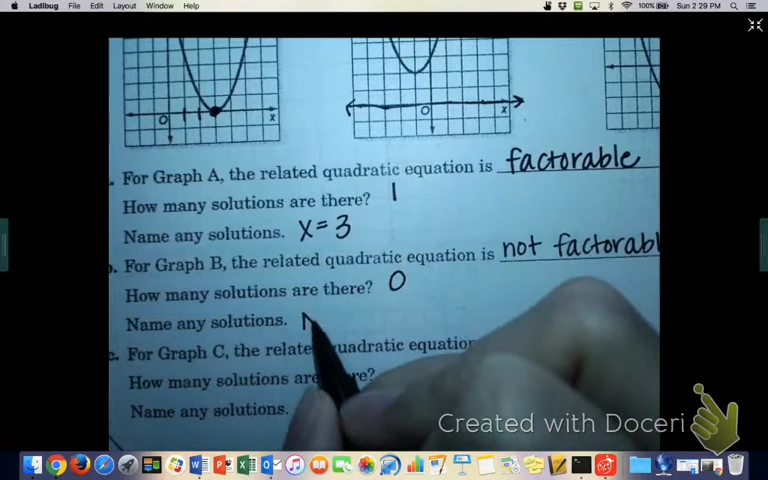 Ladibug File Edit Layout Window Help 100% Sun 2 29 PM
O x
O x
. For Graph A, the related quadratic equation is factorable
How many solutions are there? 1
Name any solutions. x = 3
b. For Graph B, the related quadratic equation is not factorabl
How many solutions are there? 0
Name any solutions.
c. For Graph C, the relate quadratic equation
How many solutions are re?
Name any solutions.
Created with Doceri